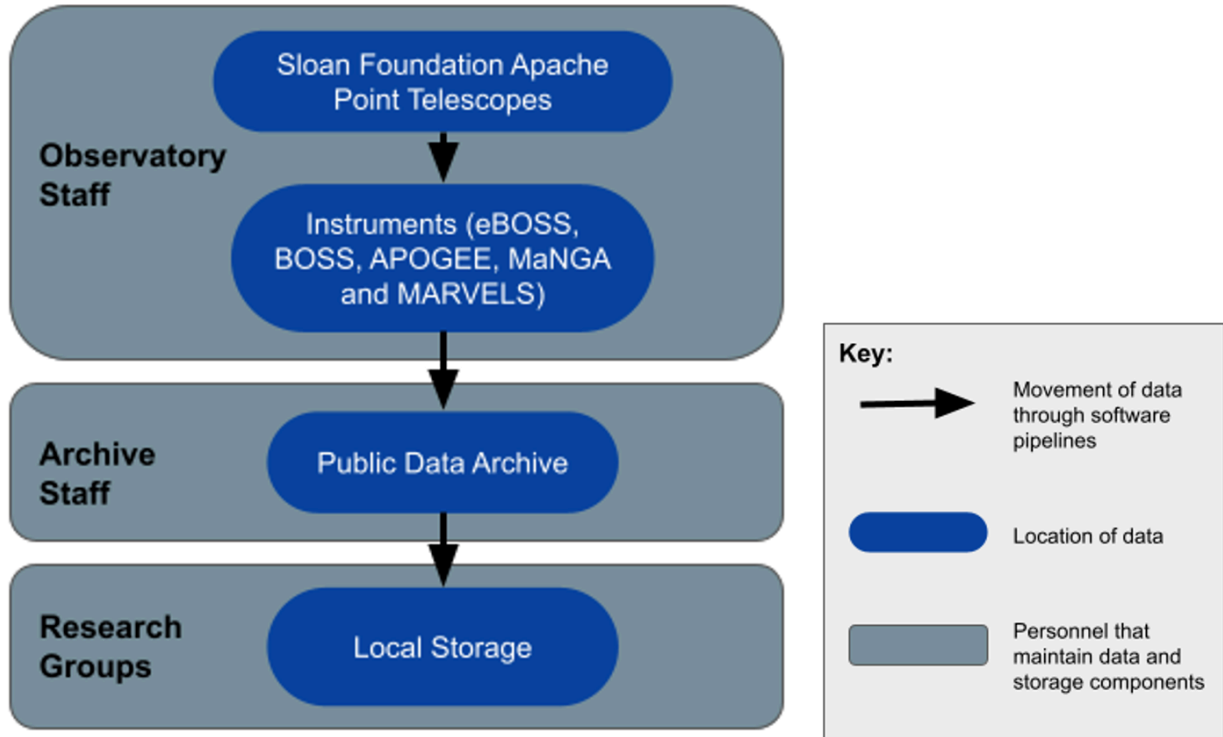 Sloan Foundation Apache
Point Telescopes
Observatory
Staff
Instruments (eBOSS,
BOSS, APOGEE, MaNGA
and MARVELS)
Archive
Staff
Public Data Archive
Research
Groups
Local Storage
Key:
Movement of data
through software
pipelines
Location of data
Personnel that
maintain data and
storage components